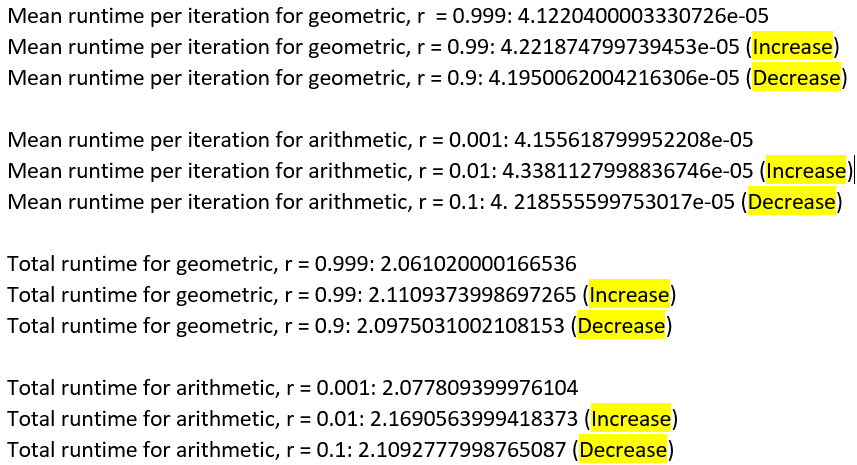 Mean runtime per iteration for geometric, r  = 0.999: 4.1220400003330726e-05
Mean runtime per iteration for geometric, r = 0.99: 4.221874799739453e-05 (Increase)
Mean runtime per iteration for geometric, r = 0.9: 4.1950062004216306e-05 (Decrease)
Mean runtime per iteration for arithmetic, r = 0.001: 4.155618799952208e-05
Mean runtime per iteration for arithmetic, r = 0.01: 4.3381127998836746e-05 (Increase)
Mean runtime per iteration for arithmetic, r = 0.1: 4. 218555599753017e-05 (Decrease)
Total runtime for geometric, r = 0.999: 2.061020000166536
Total runtime for geometric, r = 0.99: 2.1109373998697265 (Increase)
Total runtime for geometric, r = 0.9: 2.0975031002108153 (Decrease)
Total runtime for arithmetic, r = 0.001: 2.077809399976104
Total runtime for arithmetic, r = 0.01: 2.1690563999418373 (Increase)
Total runtime for arithmetic, r = 0.1: 2.1092777998765087 (Decrease)